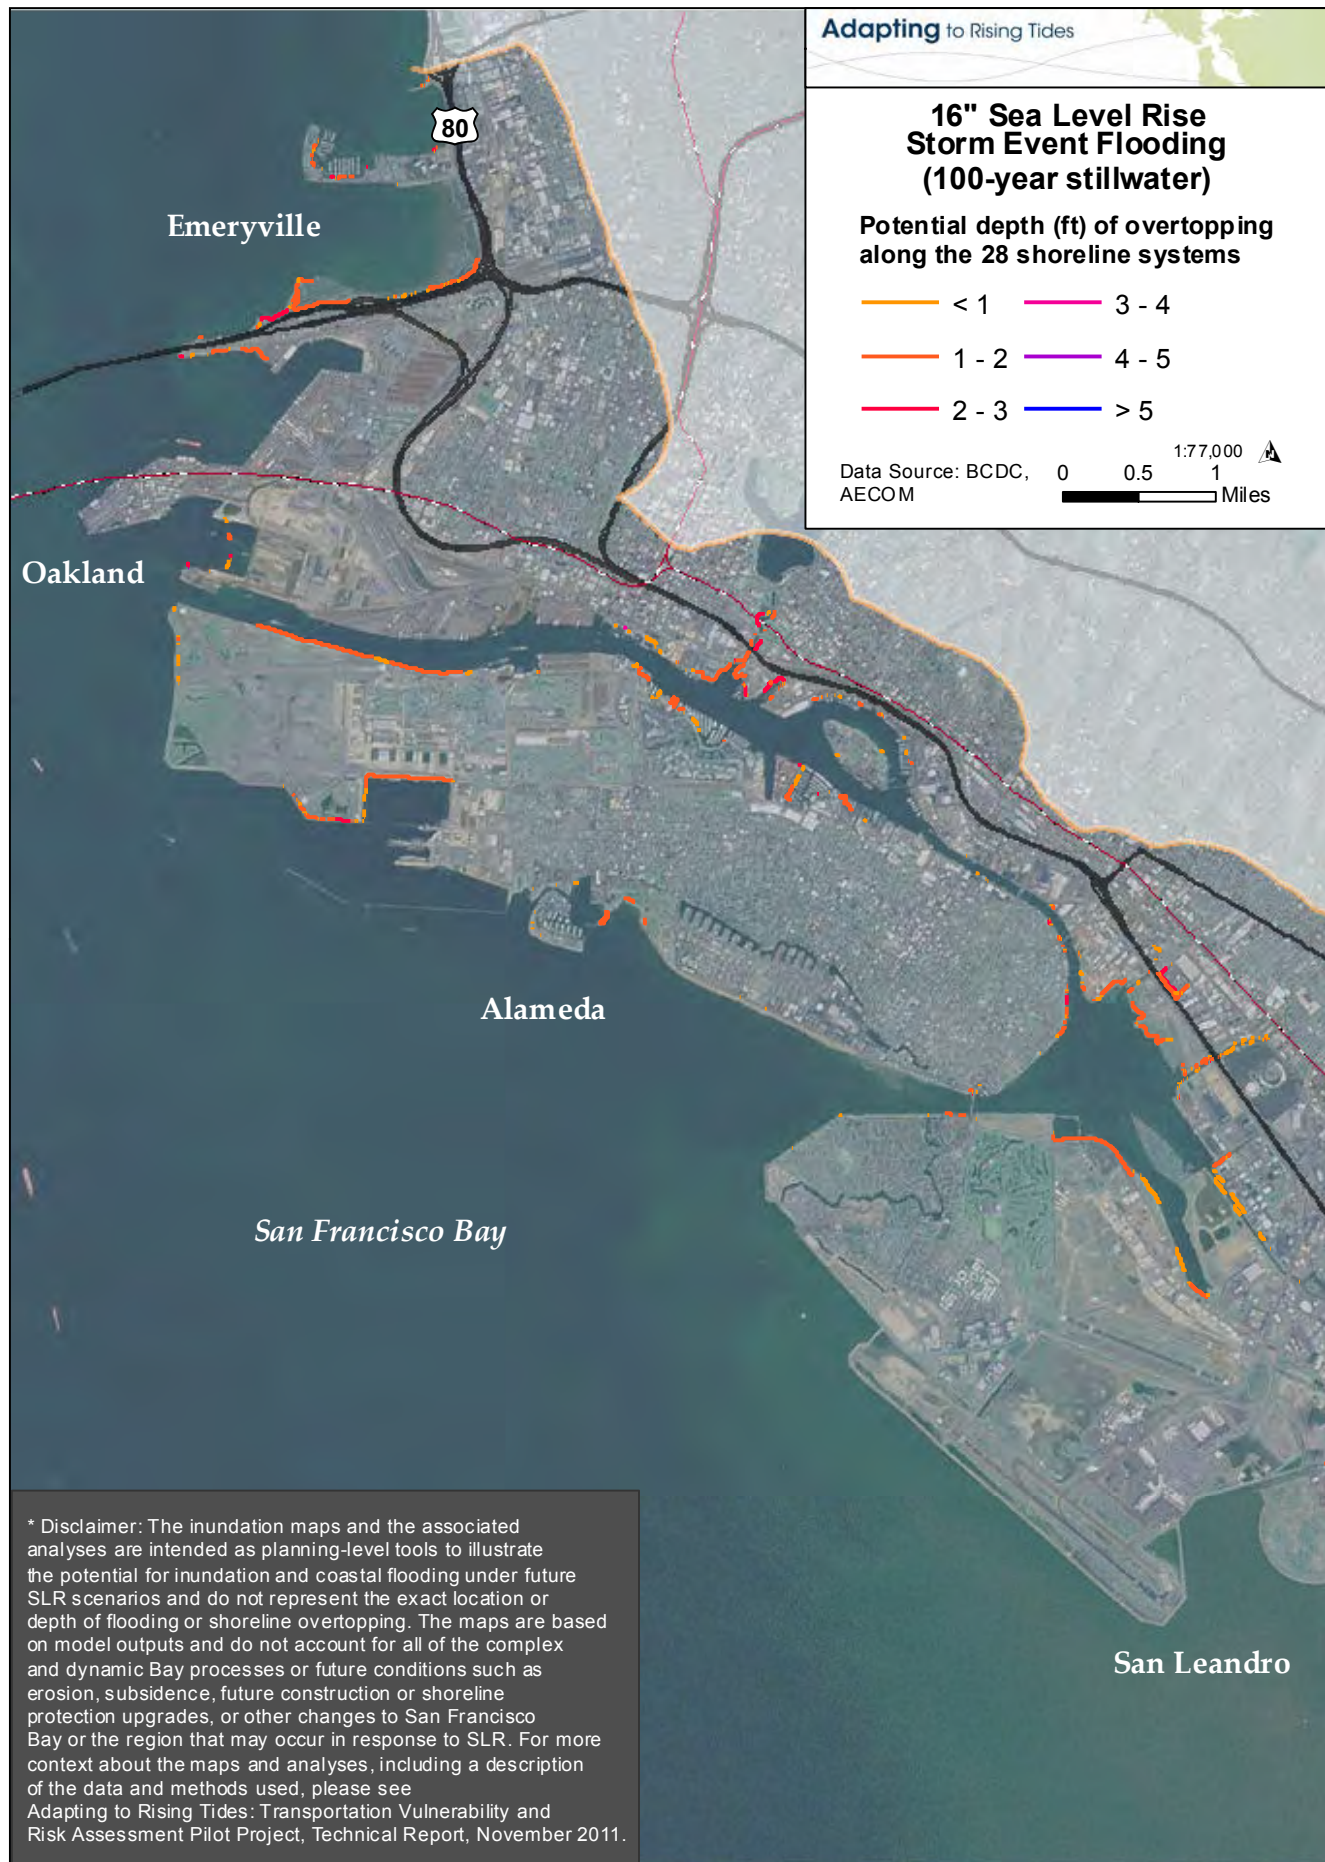 Adapting to Rising Tides
16" Sea Level Rise
Storm Event Flooding
(100-year stillwater)
Potential depth (ft) of overtopping
along the 28 shoreline systems
< 1
3 - 4
1 - 2
4 - 5
2 - 3
> 5
1:77,000
N
Data Source: BCDC,
AECOM
0 0.5 1
Miles
80
Emeryville
Oakland
Alameda
San Francisco Bay
San Leandro
* Disclaimer: The inundation maps and the associated
analyses are intended as planning-level tools to illustrate
the potential for inundation and coastal flooding under future
SLR scenarios and do not represent the exact location or
depth of flooding or shoreline overtopping. The maps are based
on model outputs and do not account for all of the complex
and dynamic Bay processes or future conditions such as
erosion, subsidence, future construction or shoreline
protection upgrades, or other changes to San Francisco
Bay or the region that may occur in response to SLR. For more
context about the maps and analyses, including a description
of the data and methods used, please see
Adapting to Rising Tides: Transportation Vulnerability and
Risk Assessment Pilot Project, Technical Report, November 2011.